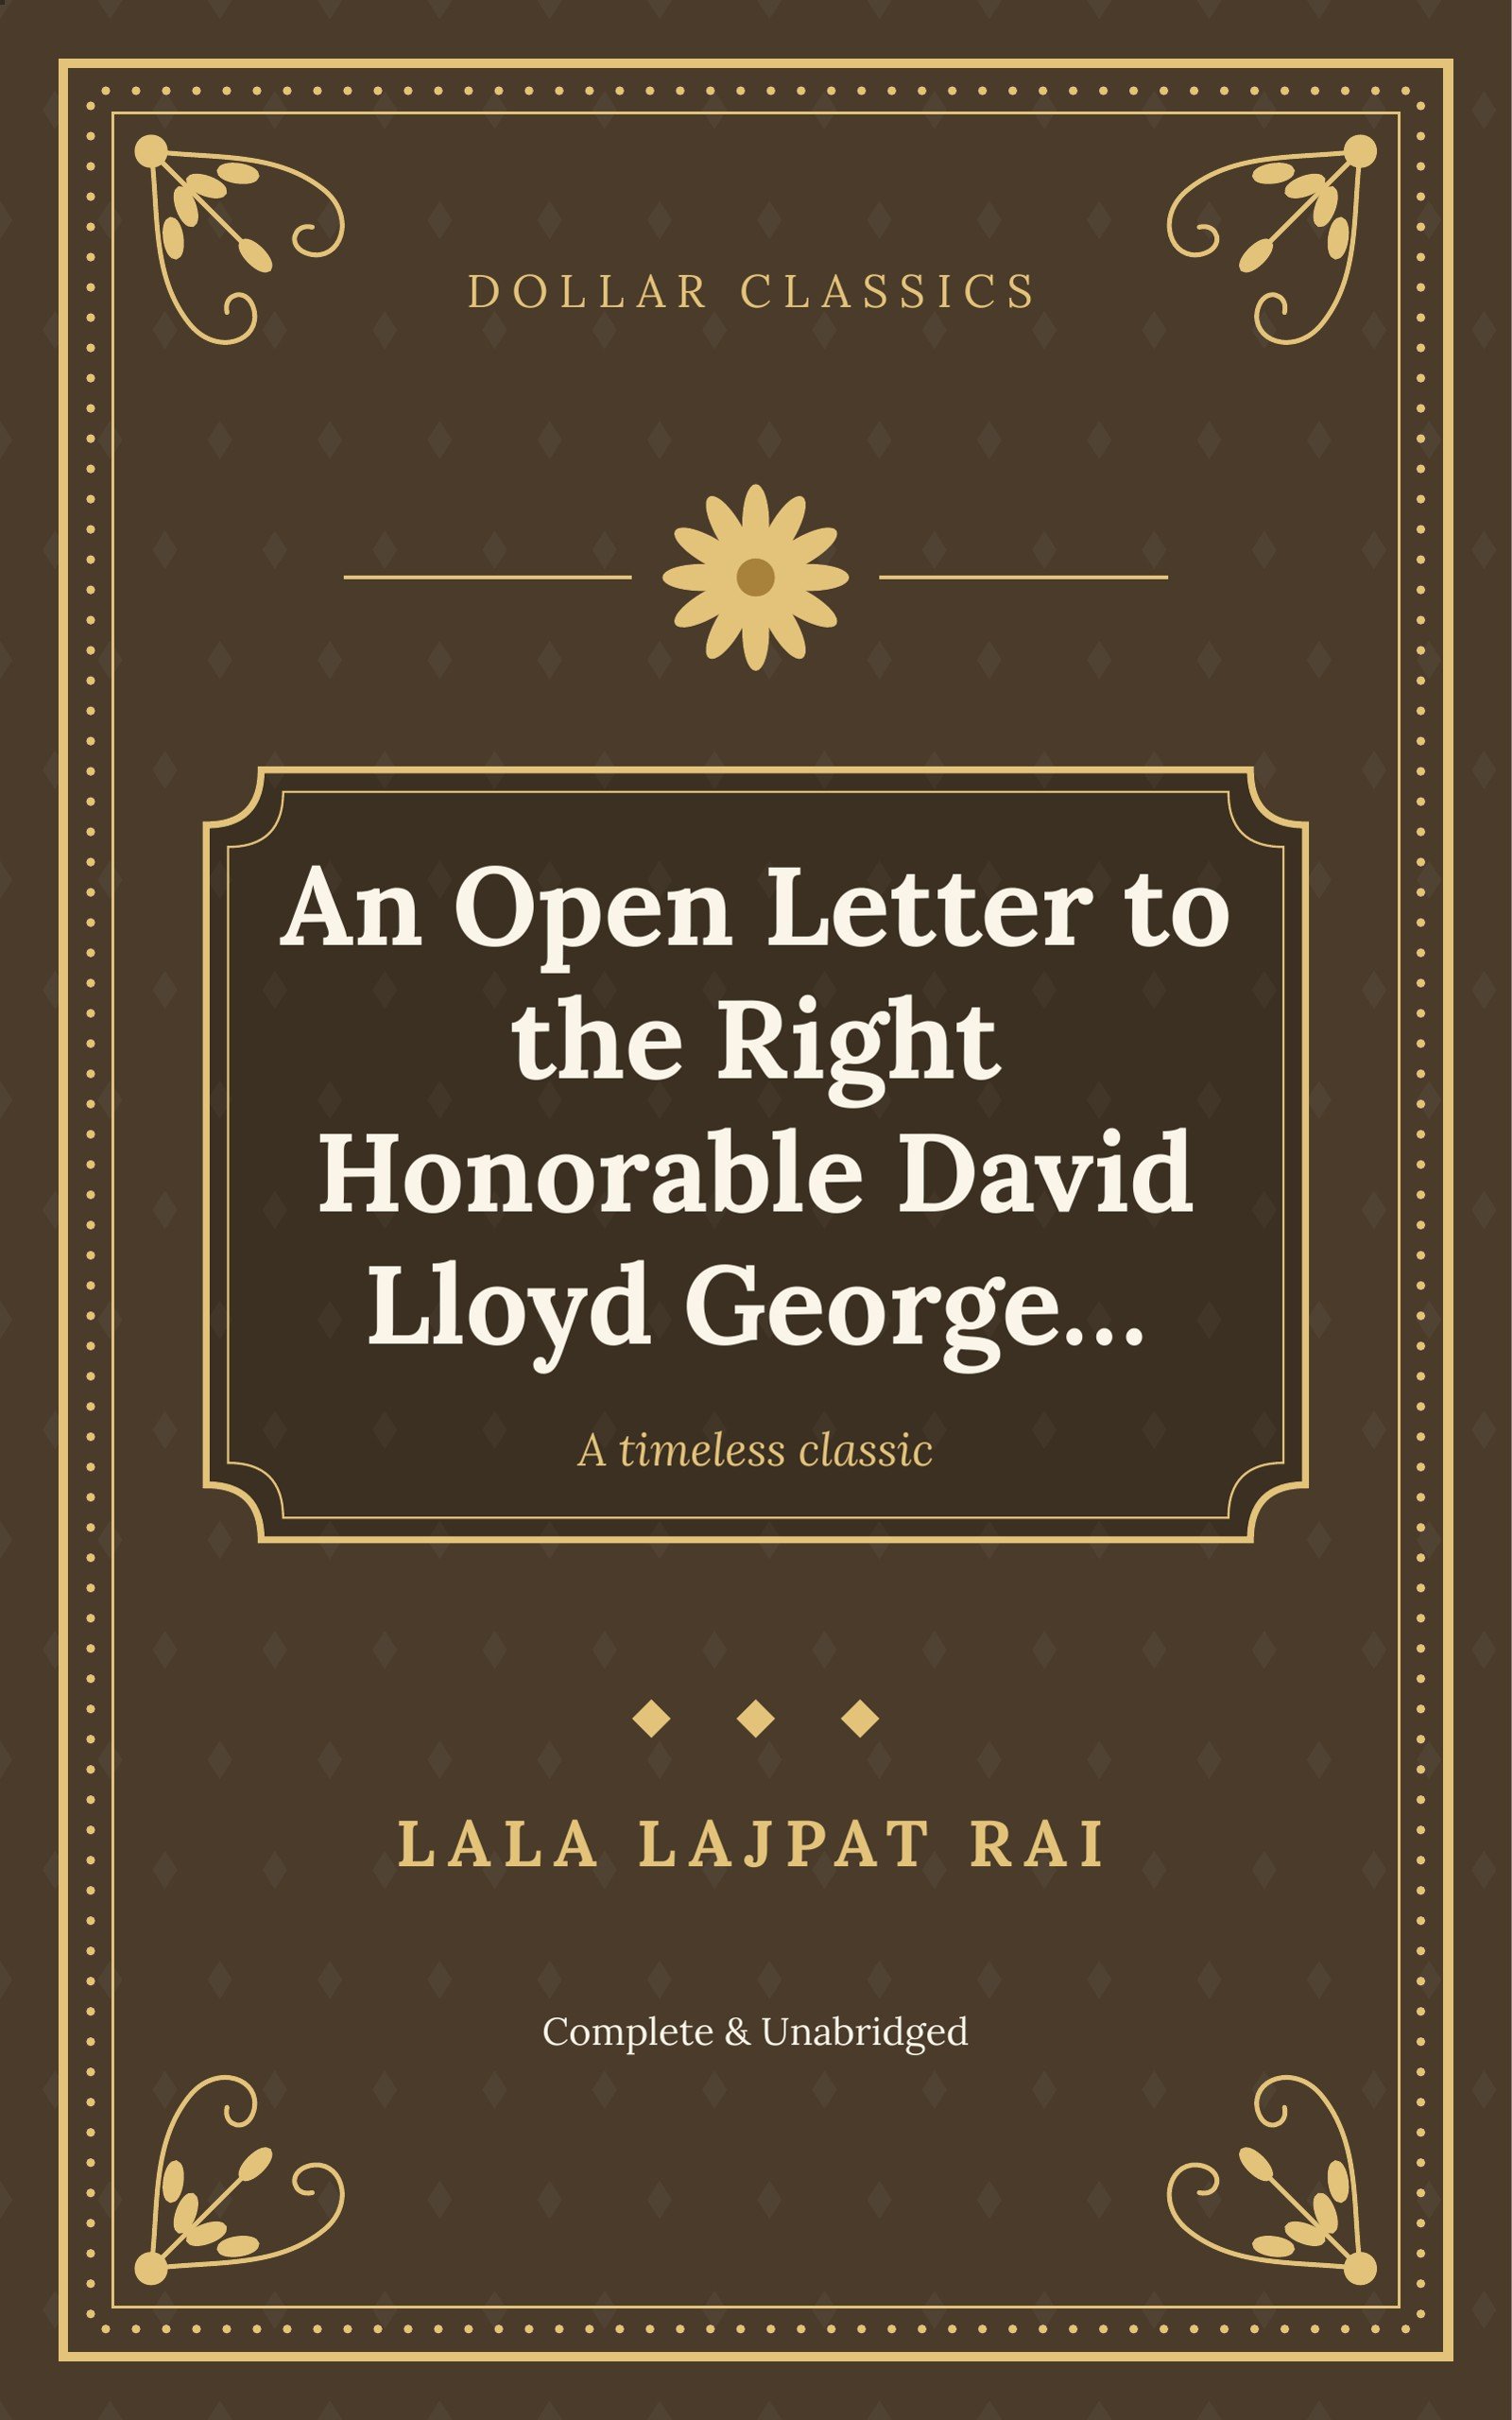 DOLLAR CLASSICS
An Open Letter to
the Right
Honorable David
Lloyd George...
A timeless classic
LALA LAJPAT RAI
Complete & Unabridged